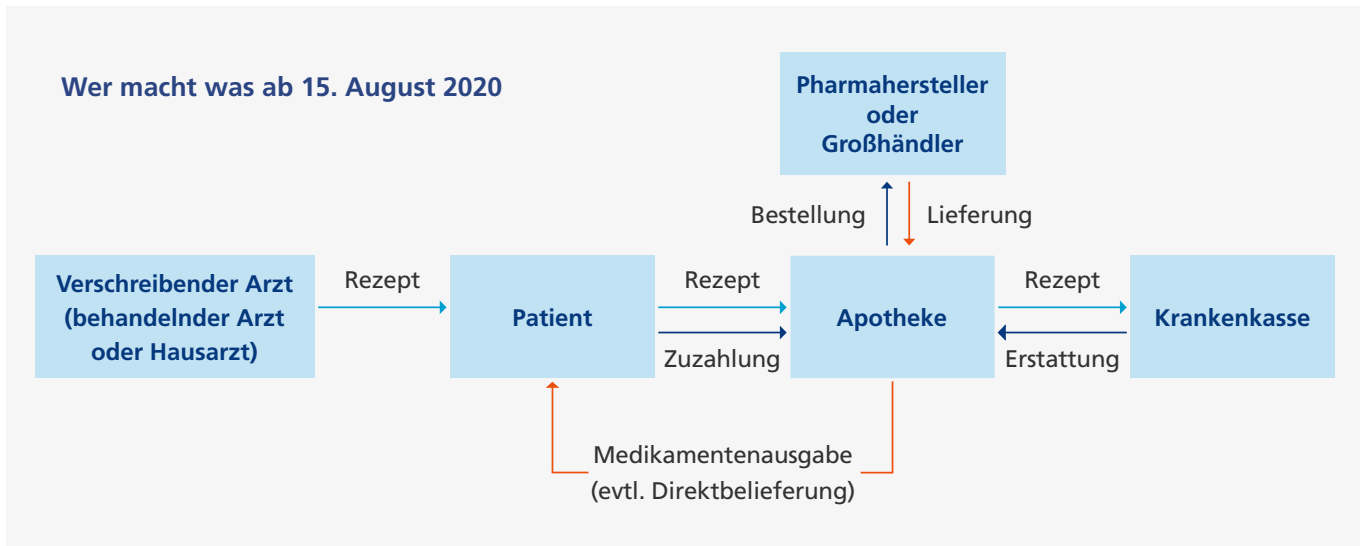 Wer macht was ab 15. August 2020
Pharmahersteller
oder
Großhändler
Bestellung
Lieferung
Verschreibender Arzt
(behandelnder Arzt
oder Hausarzt)
Rezept
Patient
Rezept
Zuzahlung
Apotheke
Rezept
Erstattung
Krankenkasse
Medikamentenausgabe
(evtl. Direktbelieferung)